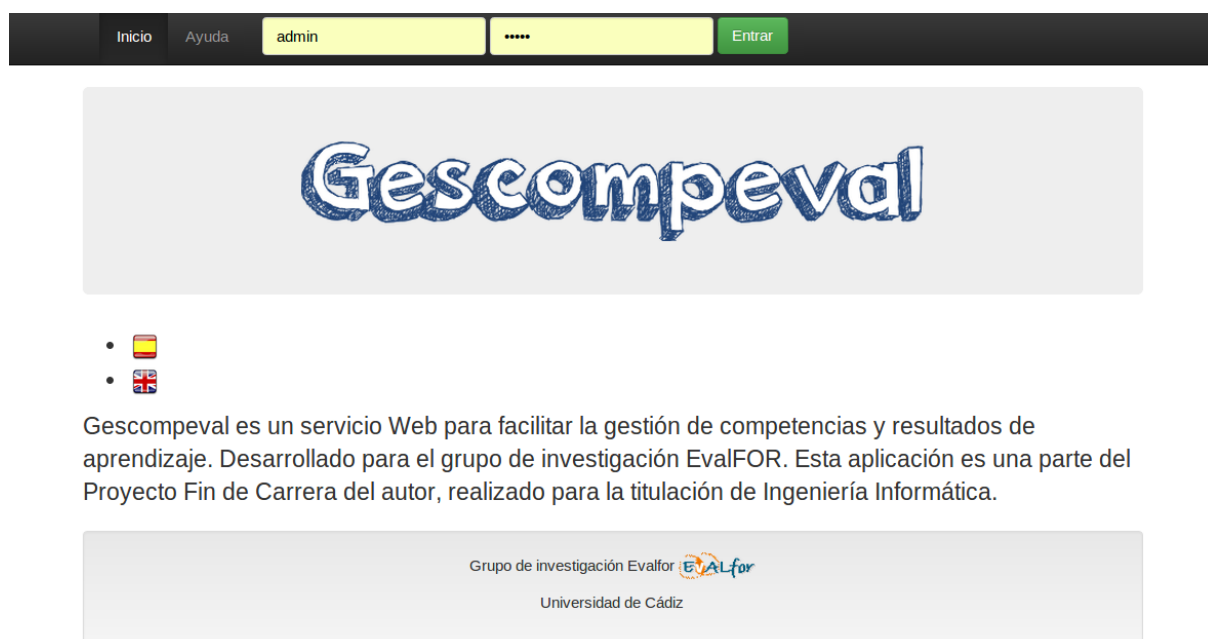 Inicio Ayuda admin ••••• Entrar
Gescompeval
Gescompeval es un servicio Web para facilitar la gestión de competencias y resultados de
aprendizaje. Desarrollado para el grupo de investigación EvalFOR. Esta aplicación es una parte del
Proyecto Fin de Carrera del autor, realizado para la titulación de Ingeniería Informática.
Grupo de investigación Evalfor EvALfor
Universidad de Cádiz